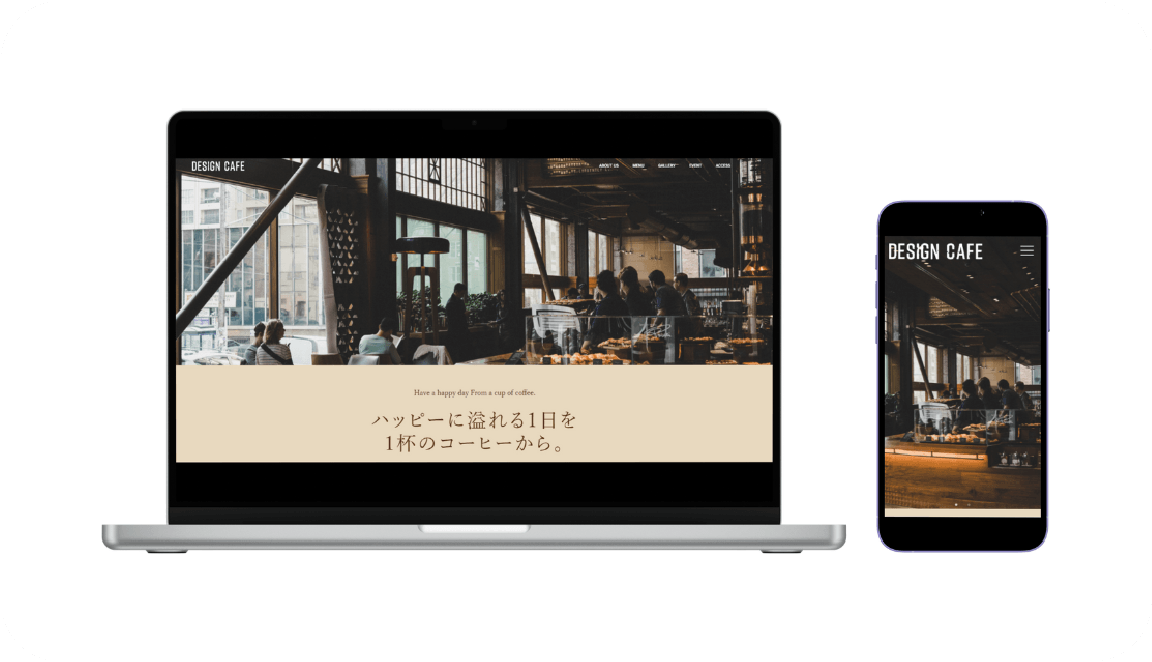 DESIGN CAFE
ABOUT US MENU GALLERY EVENT ACCESS
Have a happy day From a cup of coffee.
ハッピーに溢れる1日を
1杯のコーヒーから。
DESIGN CAFE